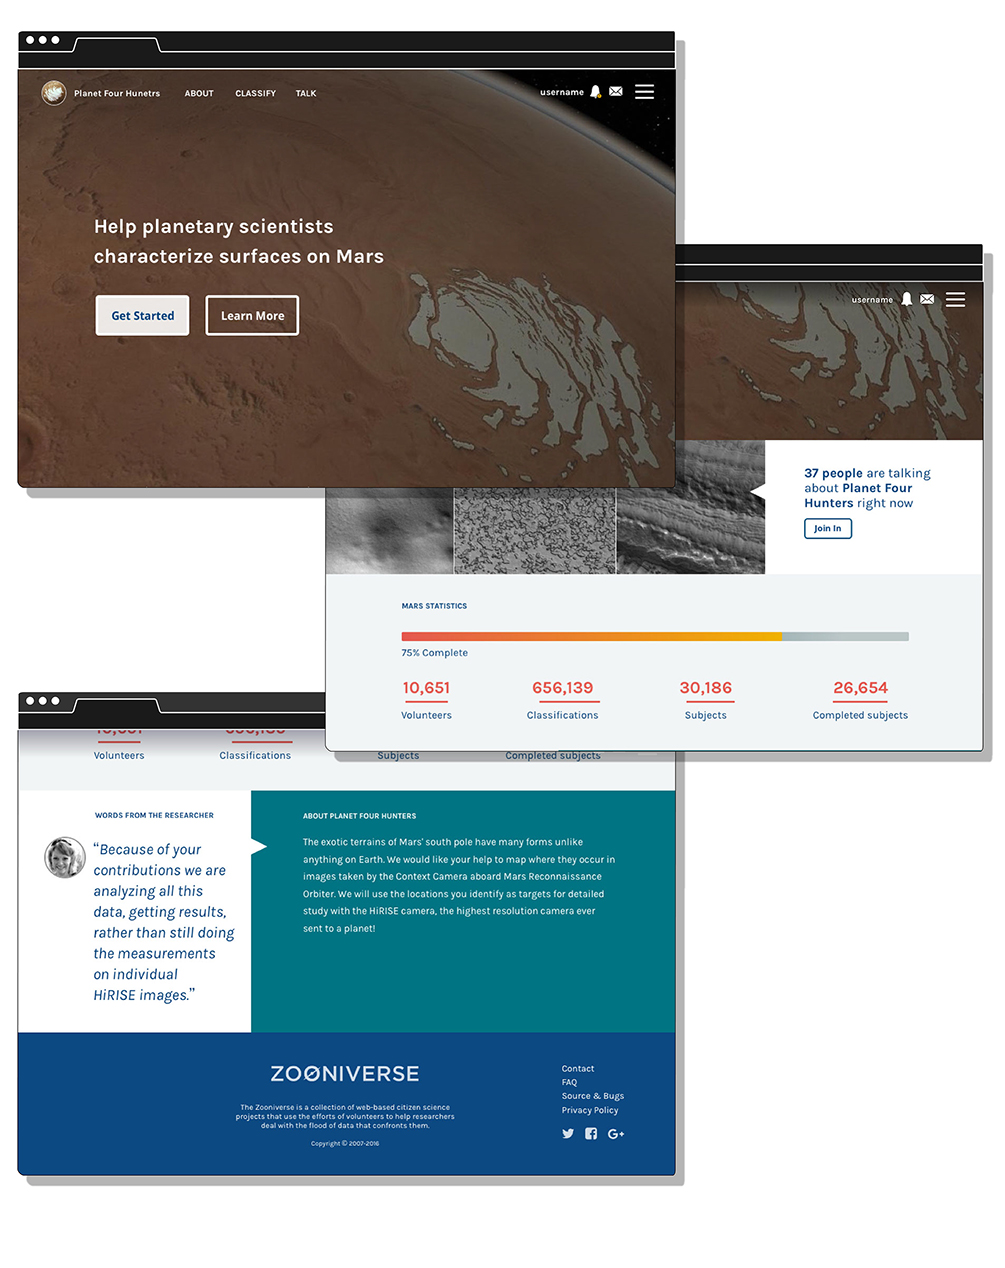 Planet Four Hunetrs ABOUT CLASSIFY TALK username
Help planetary scientists
characterize surfaces on Mars
Get Started Learn More
username
37 people are talking
about Planet Four
Hunters right now
Join In
MARS STATISTICS
75% Complete
10,651 656,139 30,186 26,654
Volunteers Classifications Subjects Completed subjects
Volunteers Classifications Subjects Completed subjects
WORDS FROM THE RESEARCHER
“Because of your
contributions we are
analyzing all this
data, getting results,
rather than still doing
the measurements
on individual
HiRISE images.”
ABOUT PLANET FOUR HUNTERS
The exotic terrains of Mars' south pole have many forms unlike
anything on Earth. We would like your help to map where they occur in
images taken by the Context Camera aboard Mars Reconnaissance
Orbiter. We will use the locations you identify as targets for detailed
study with the HiRISE camera, the highest resolution camera ever
sent to a planet!
ZOONIVERSE
The Zooniverse is a collection of web-based citizen science
projects that use the efforts of volunteers to help researchers
deal with the flood of data that confronts them.
Copyright © 2007-2016
Contact
FAQ
Source & Bugs
Privacy Policy
G+